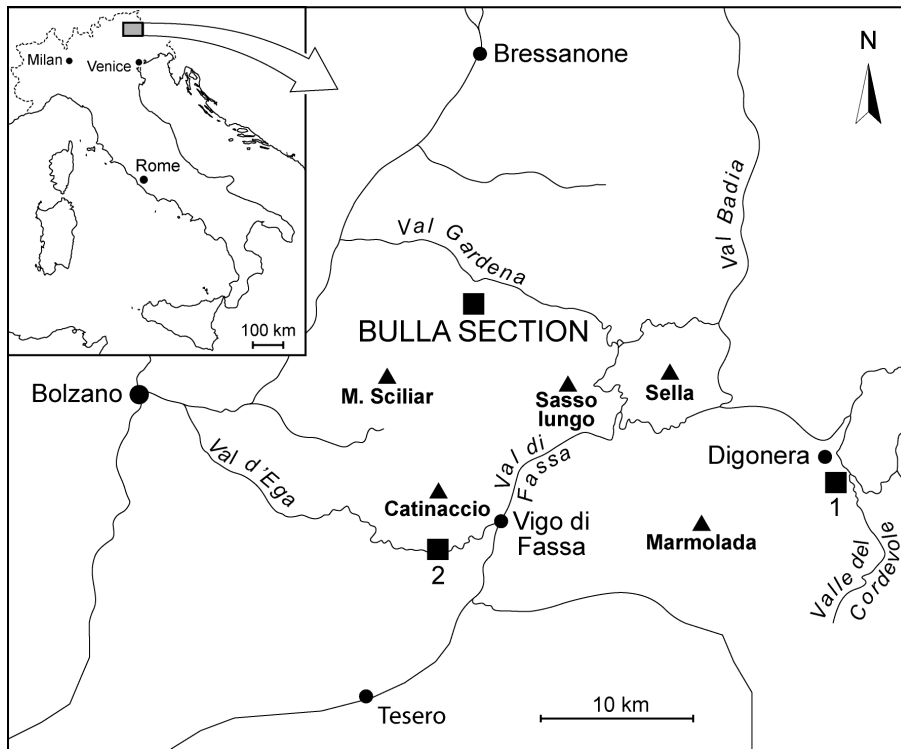 Milan
Venice
Rome
100 km
Bressanone
N
Val Badia
Val Gardena
BULLA SECTION
Bolzano
M. Sciliar
Sasso
lungo
Sella
Val d'Ega
Val di
Fassa
Digonera
Catinaccio
Vigo di
Fassa
Marmolada
1
2
Valle del
Cordevole
Tesero
10 km